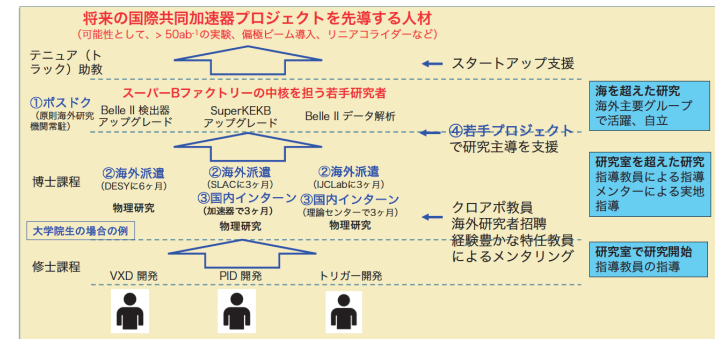 将来の国際共同加速器プロジェクトを先導する人材
（可能性として、> 50ab-1の実験、偏極ビーム導入、リニアコライダーなど）
テニュア（ト
ラック）助教
スタートアップ支援
スーパーBファクトリーの中核を担う若手研究者
①ポスドク
（原則海外研究
機関常駐）
Belle II 検出器
アップグレード
SuperKEKB
アップグレード
Belle II データ解析
④若手プロジェクト
で研究主導を支援
海を超えた研究
海外主要グループ
で活躍、自立
博士課程
②海外派遣
(DESYに6ヶ月)
物理研究
②海外派遣
(SLACに3ヶ月)
③国内インターン
(加速器で3ヶ月)
物理研究
②海外派遣
(IJCLabに3ヶ月)
③国内インターン
(理論センターで3ヶ月)
物理研究
クロアポ教員
海外研究者招聘
経験豊かな特任教員
によるメンタリング
研究室を超えた研究
指導教員による指導
メンターによる実地
指導
大学院生の場合の例
修士課程
VXD 開発
PID 開発
トリガー開発
研究室で研究開始
指導教員の指導